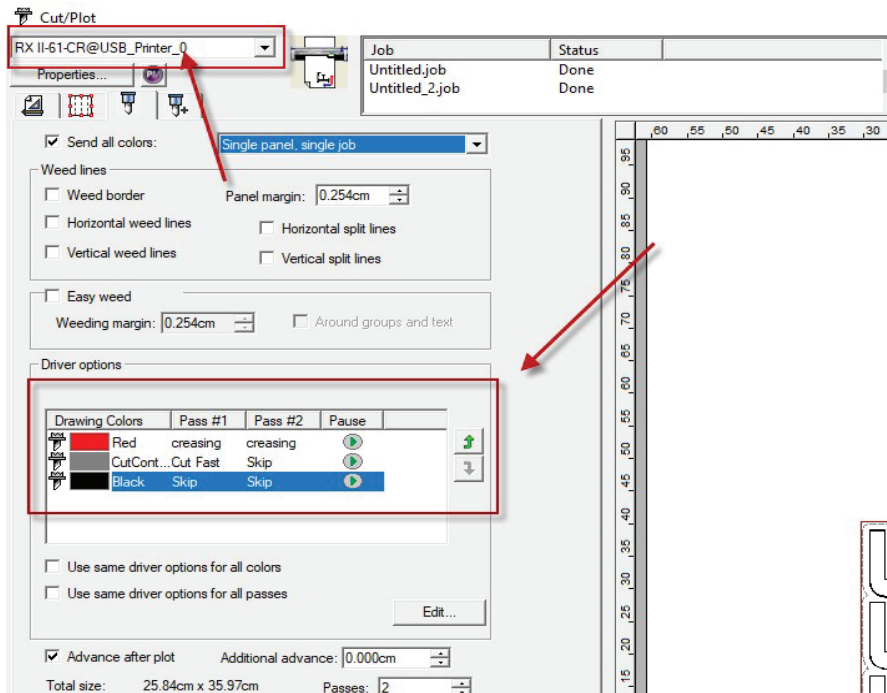 Cut/Plot
RX II-61-CR@USB_Printer_0
Properties...
Job Status
Untitled.job Done
Untitled_2.job Done
Send all colors: Single panel, single job
Weed lines
Weed border Panel margin: 0.254cm
Horizontal weed lines Horizontal split lines
Vertical weed lines Vertical split lines
Easy weed
Weeding margin: 0.254cm Around groups and text
Driver options
Drawing Colors Pass #1 Pass #2 Pause
Red creasing creasing
CutCont... Cut Fast Skip
Black Skip Skip
Use same driver options for all colors
Use same driver options for all passes
Edit...
Advance after plot Additional advance: 0.000cm
Total size: 25.84cm x 35.97cm Passes: 2
60 55 50 45 40 35 30
95
90
85
80
75
70
65
60
55
50
45
40
35
30
25
20
15